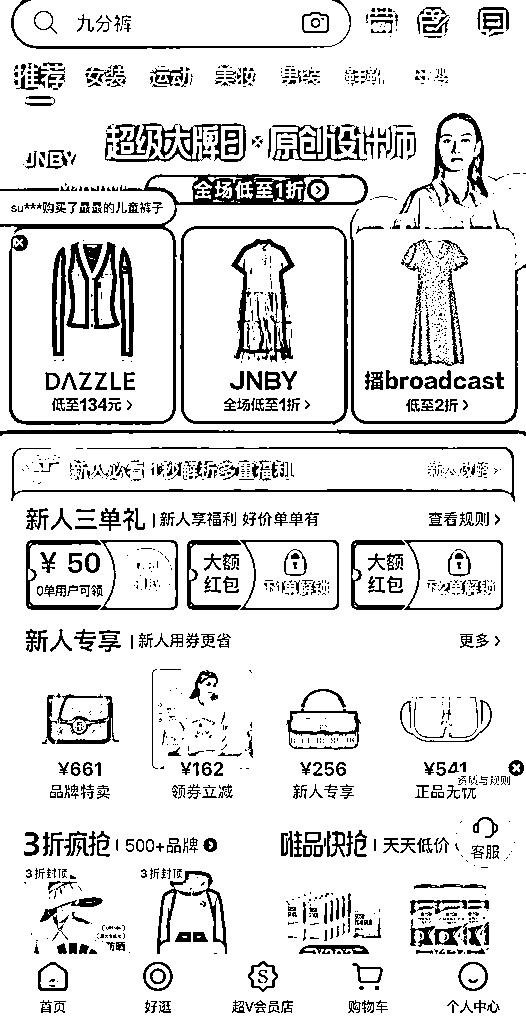 九分裤
推荐 女装 运动 美妆 男装 鞋靴
超级大牌日 × 原创设计师
JNBY
全场低至1折
su***购买了最最的儿童裤子
DAZZLE JNBY 播broadcast
低至134元 全场低至1折 低至2折
新人必看 1秒解析多重福利 新人攻略
新人三单礼 新人享福利 好价单单有 查看规则
¥ 50 大额 大额
红包 下1单解锁 红包 下2单解锁
0单用户可领
新人专享 新人用券更省 更多
¥661 ¥162 ¥256 ¥541
资质与规则
品牌特卖 领券立减 新人专享 正品无忧
3折疯抢 500+品牌 唯品快抢 天天低价
客服
3折封顶 3折封顶
防晒
首页 好逛 超V会员店 购物车 个人中心